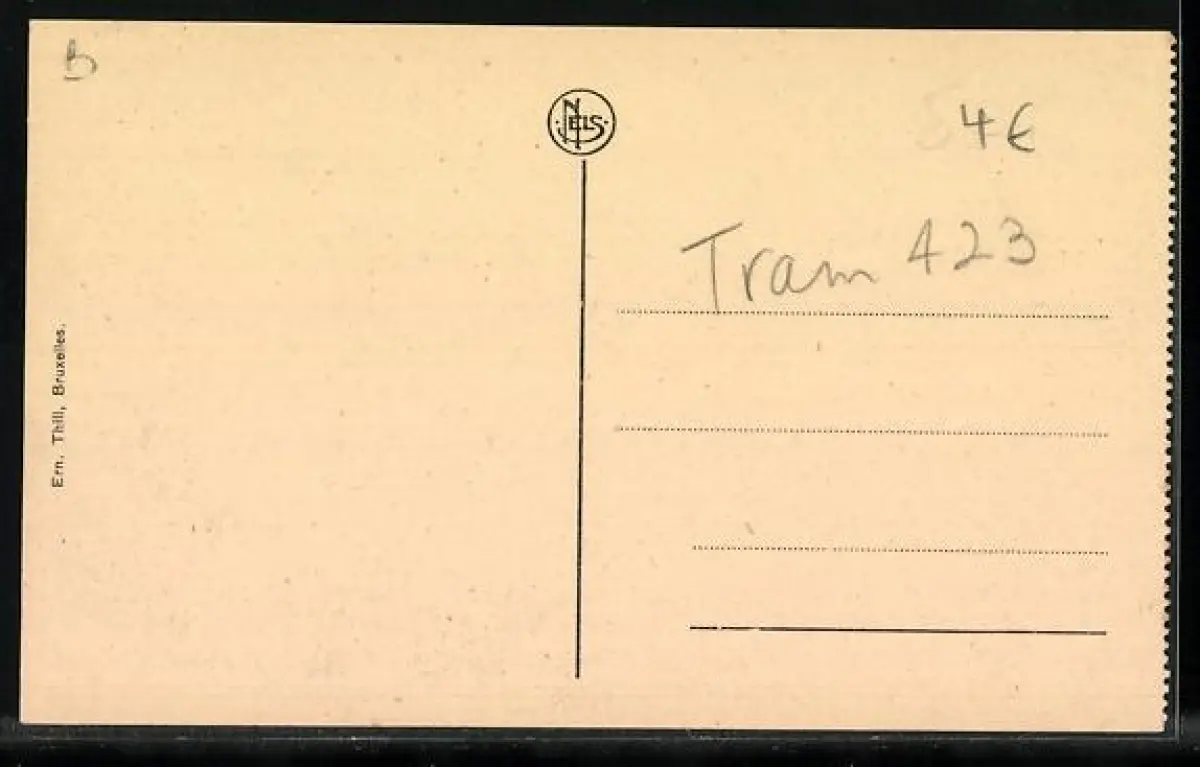 B
NELS
4€
Tram 423
Ern. Thill, Bruxelles.